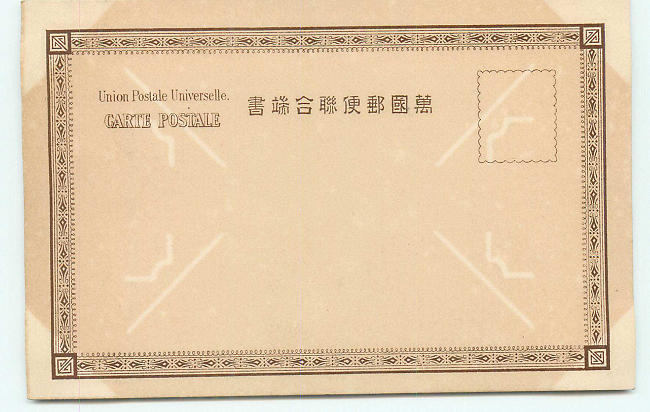 Union Postale Universelle.
CARTE POSTALE
萬國郵便聯合端書